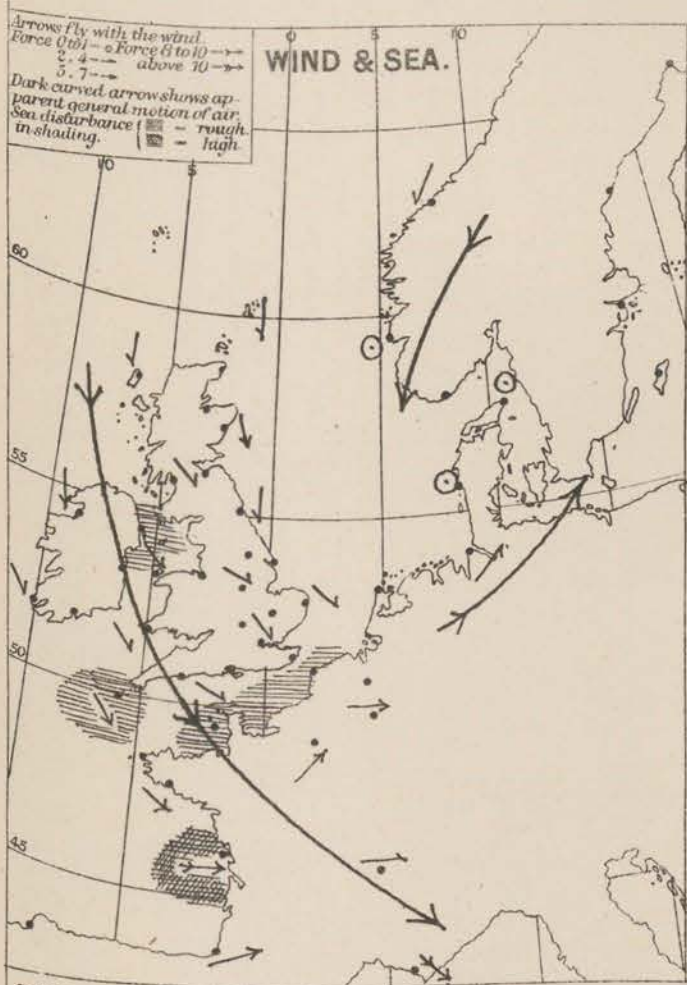 Arrows fly with the wind.
Force 0 to 1 - Force 8 to 10 -
2. 4 - above 10 -
5. 7 -
Dark curved arrow shows ap-
parent general motion of air.
Sea disturbance - rough.
in shading. - high.
WIND & SEA.
10 5 0 5 10
60
55
50
45